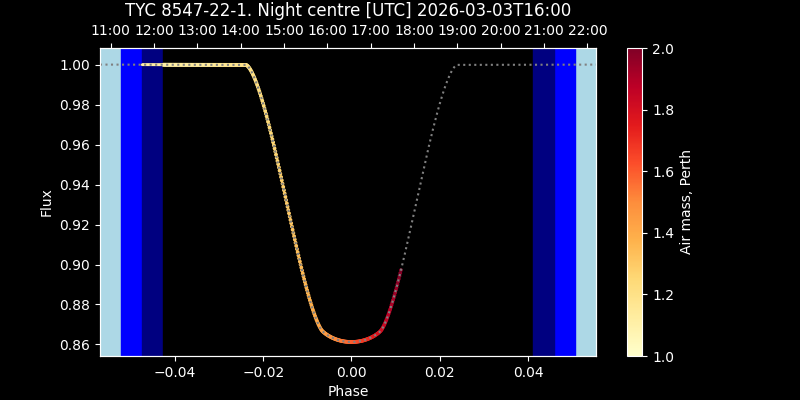 TYC 8547-22-1. Night centre [UTC] 2026-03-03T16:00
11:00 12:00 13:00 14:00 15:00 16:00 17:00 18:00 19:00 20:00 21:00 22:00
1.00
0.98
0.96
0.94
0.92
0.90
0.88
0.86
Flux
−0.04 −0.02 0.00 0.02 0.04
Phase
2.0
1.8
1.6
1.4
1.2
1.0
Air mass, Perth